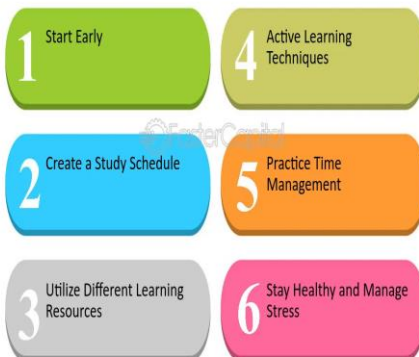 1
Start Early
2
Create a Study Schedule
3
Utilize Different Learning
Resources
4
Active Learning
Techniques
5
Practice Time
Management
6
Stay Healthy and Manage
Stress
FasterCapital